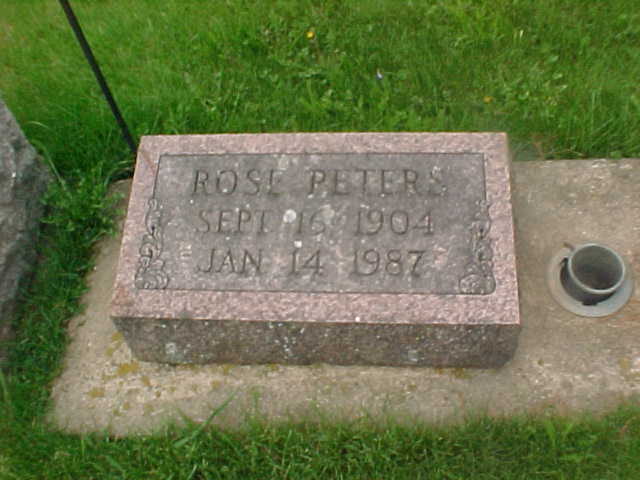 ROSE PETERS
SEPT 16 1904
JAN 14 1987